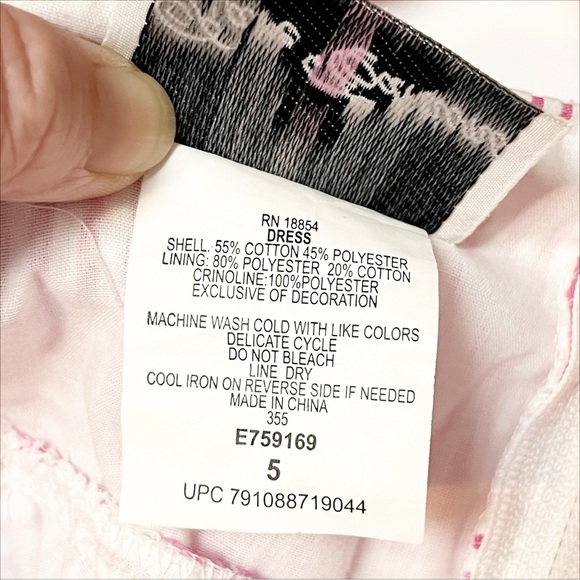 RN 18854
DRESS
SHELL. 55% COTTON 45% POLYESTER
LINING: 80% POLYESTER 20% COTTON
CRINOLINE:100%POLYESTER
EXCLUSIVE OF DECORATION
MACHINE WASH COLD WITH LIKE COLORS
DELICATE CYCLE
DO NOT BLEACH
LINE DRY
COOL IRON ON REVERSE SIDE IF NEEDED
MADE IN CHINA
355
E759169
5
UPC 791088719044